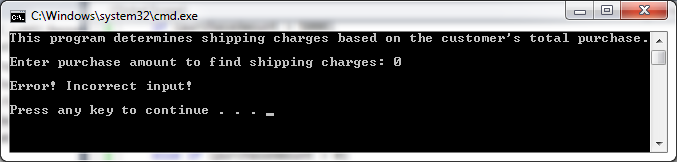 C:\Windows\system32\cmd.exe
This program determines shipping charges based on the customer's total purchase.
Enter purchase amount to find shipping charges: 0
Error! Incorrect input!
Press any key to continue . . . _